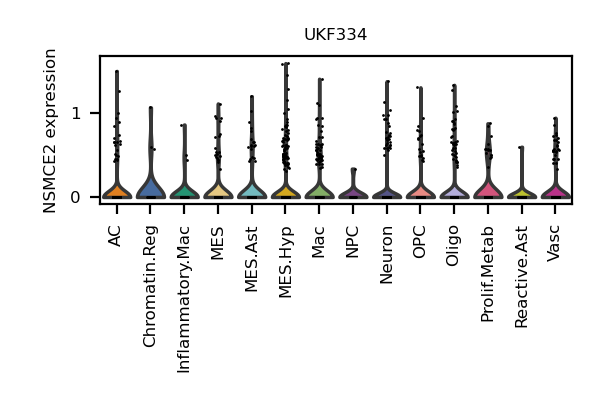 UKF334
NSMCE2 expression
1
0
AC
Chromatin.Reg
Inflammatory.Mac
MES
MES.Ast
MES.Hyp
Mac
NPC
Neuron
OPC
Oligo
Prolif.Metab
Reactive.Ast
Vasc